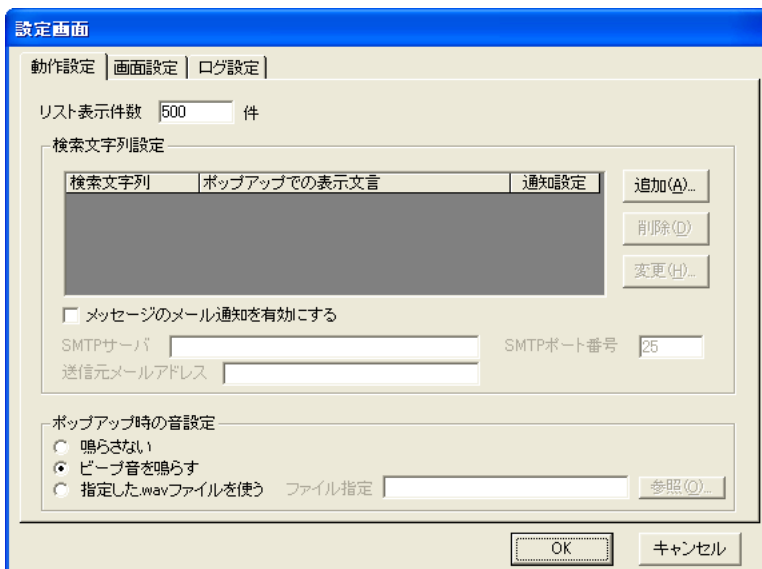 設定画面
動作設定 画面設定 ログ設定
リスト表示件数 500 件
検索文字列設定
検索文字列 ポップアップでの表示文言 通知設定 追加(A)...
削除(D)
変更(H)...
メッセージのメール通知を有効にする
SMTPサーバ SMTPポート番号 25
送信元メールアドレス
ポップアップ時の音設定
鳴らさない
ビープ音を鳴らす
指定した.wavファイルを使う ファイル指定 参照(O)...
OK キャンセル